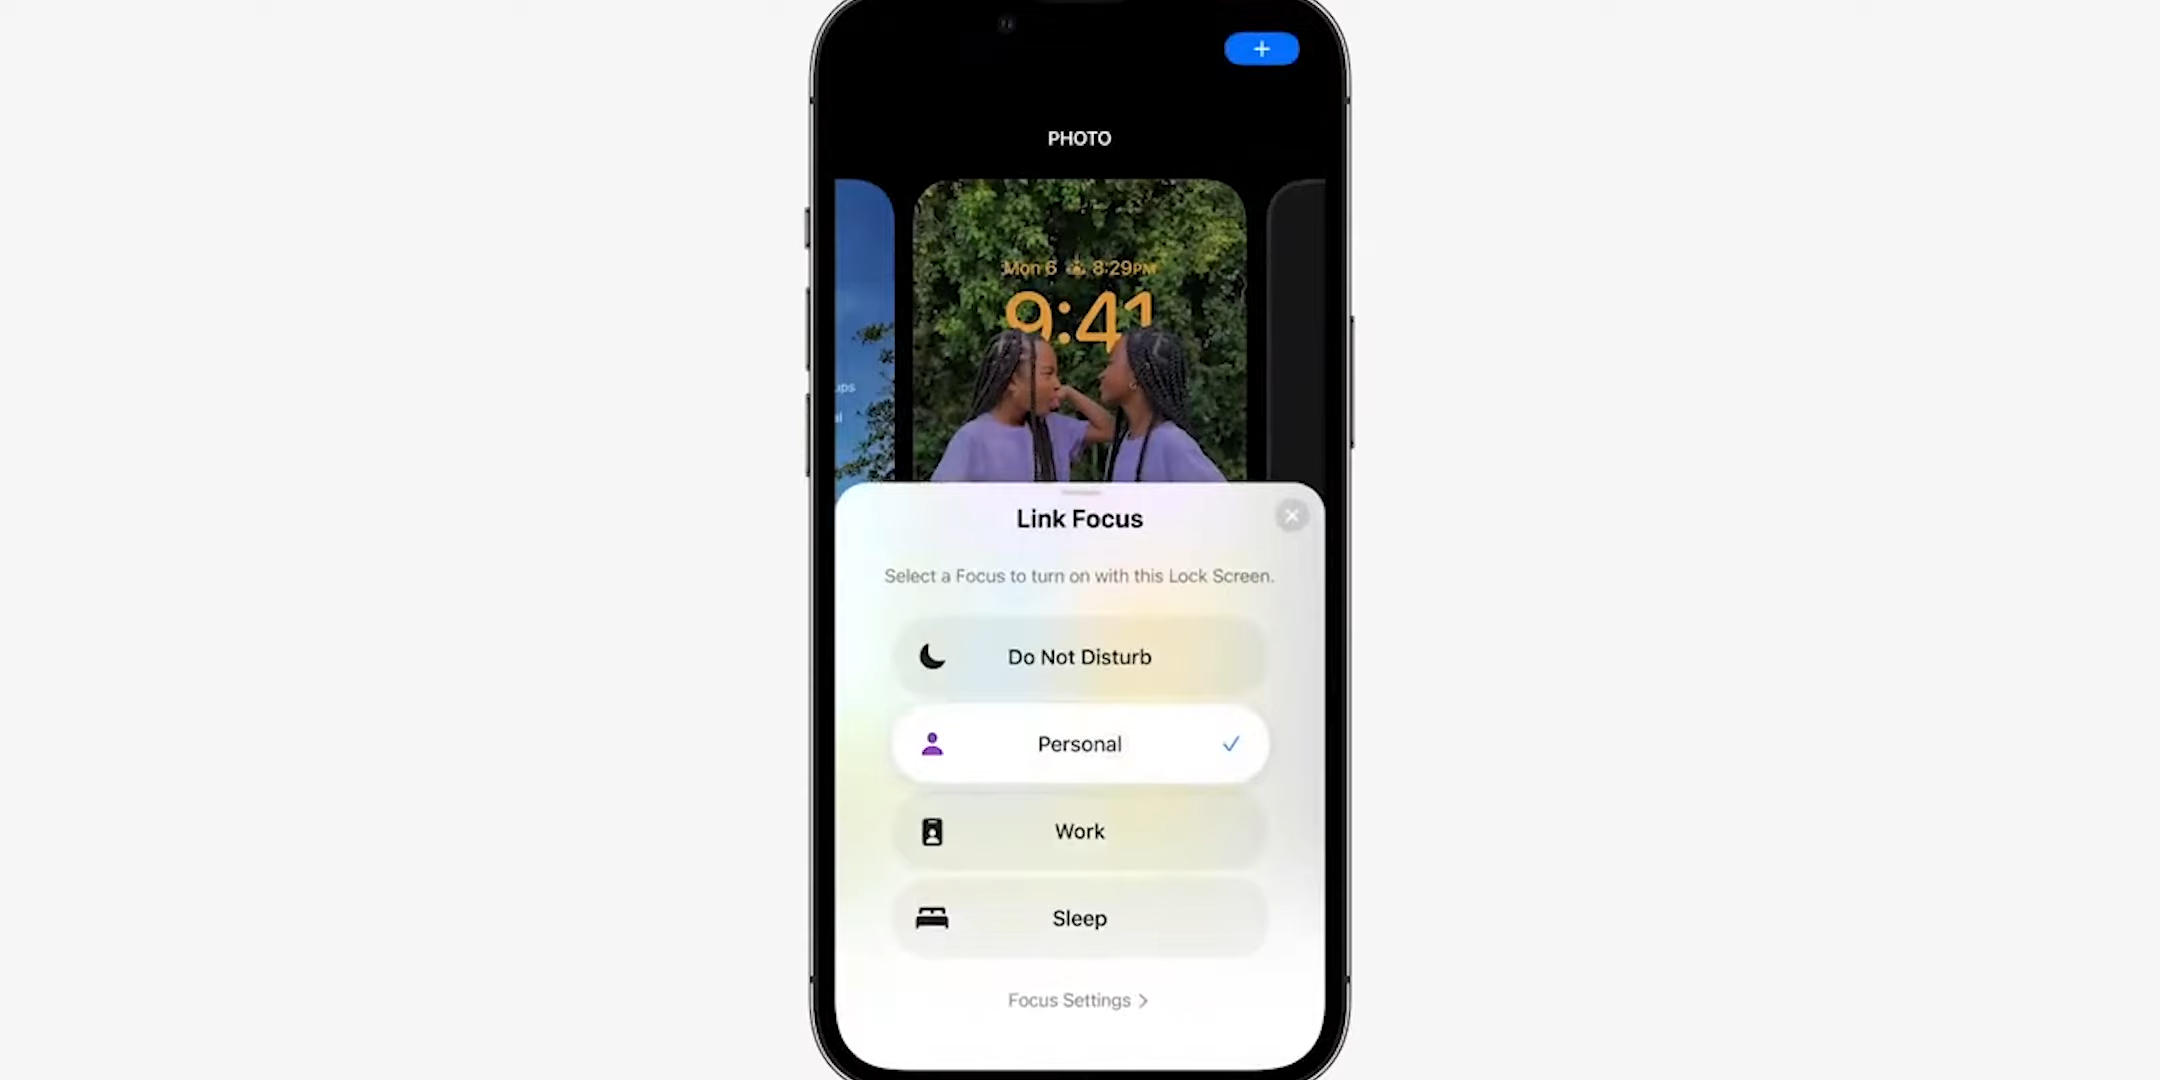 PHOTO
Mon 6 8:29PM
9:41
ups
Link Focus
Select a Focus to turn on with this Lock Screen.
Do Not Disturb
Personal
Work
Sleep
Focus Settings